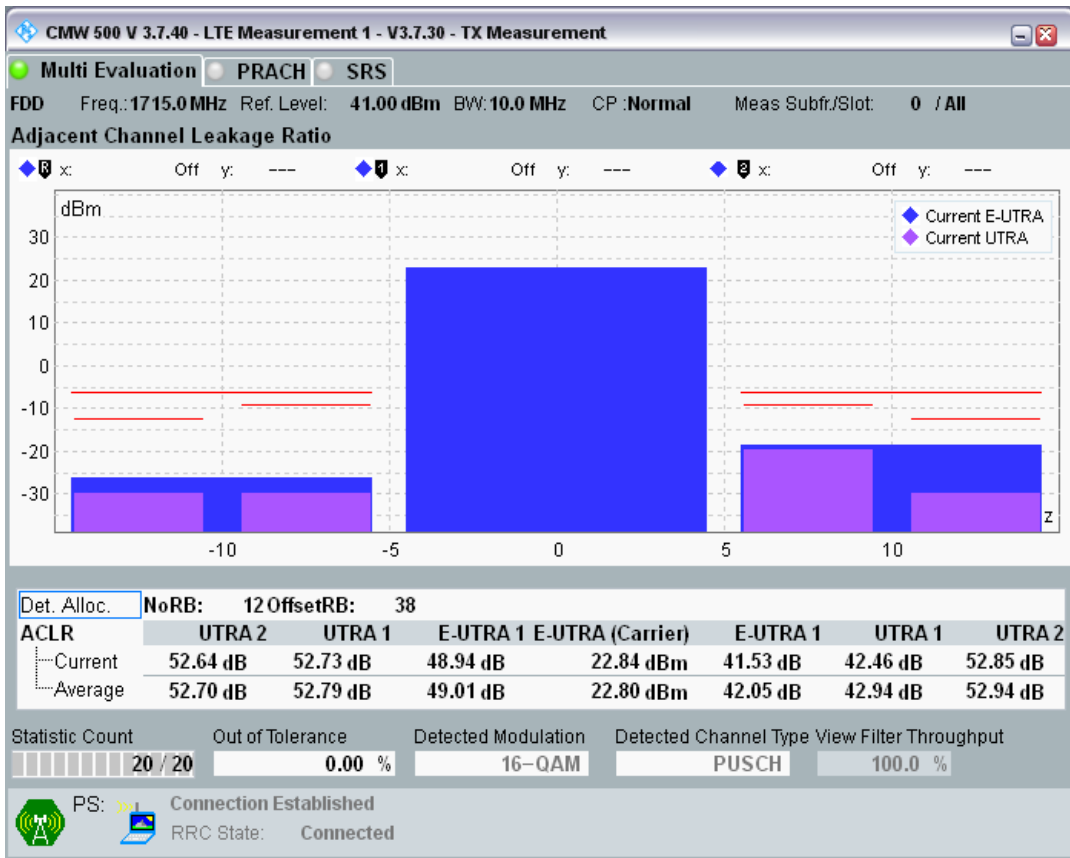 CMW 500 V 3.7.40 - LTE Measurement 1 - V3.7.30 - TX Measurement
Multi Evaluation PRACH SRS
FDD Freq.: 1715.0 MHz Ref. Level: 41.00 dBm BW: 10.0 MHz CP : Normal Meas Subfr./Slot: 0 / All
Adjacent Channel Leakage Ratio
R x: Off y: --- 1 x: Off y: --- 2 x: Off y: ---
dBm
Current E-UTRA
Current UTRA
30
20
10
0
-10
-20
-30
z
-10 -5 0 5 10
Det. Alloc. NoRB: 12 OffsetRB: 38
ACLR UTRA 2 UTRA 1 E-UTRA 1 E-UTRA (Carrier) E-UTRA 1 UTRA 1 UTRA 2
Current 52.64 dB 52.73 dB 48.94 dB 22.84 dBm 41.53 dB 42.46 dB 52.85 dB
Average 52.70 dB 52.79 dB 49.01 dB 22.80 dBm 42.05 dB 42.94 dB 52.94 dB
Statistic Count Out of Tolerance Detected Modulation Detected Channel Type View Filter Throughput
20 / 20 0.00 % 16-QAM PUSCH 100.0 %
PS: Connection Established
RRC State: Connected